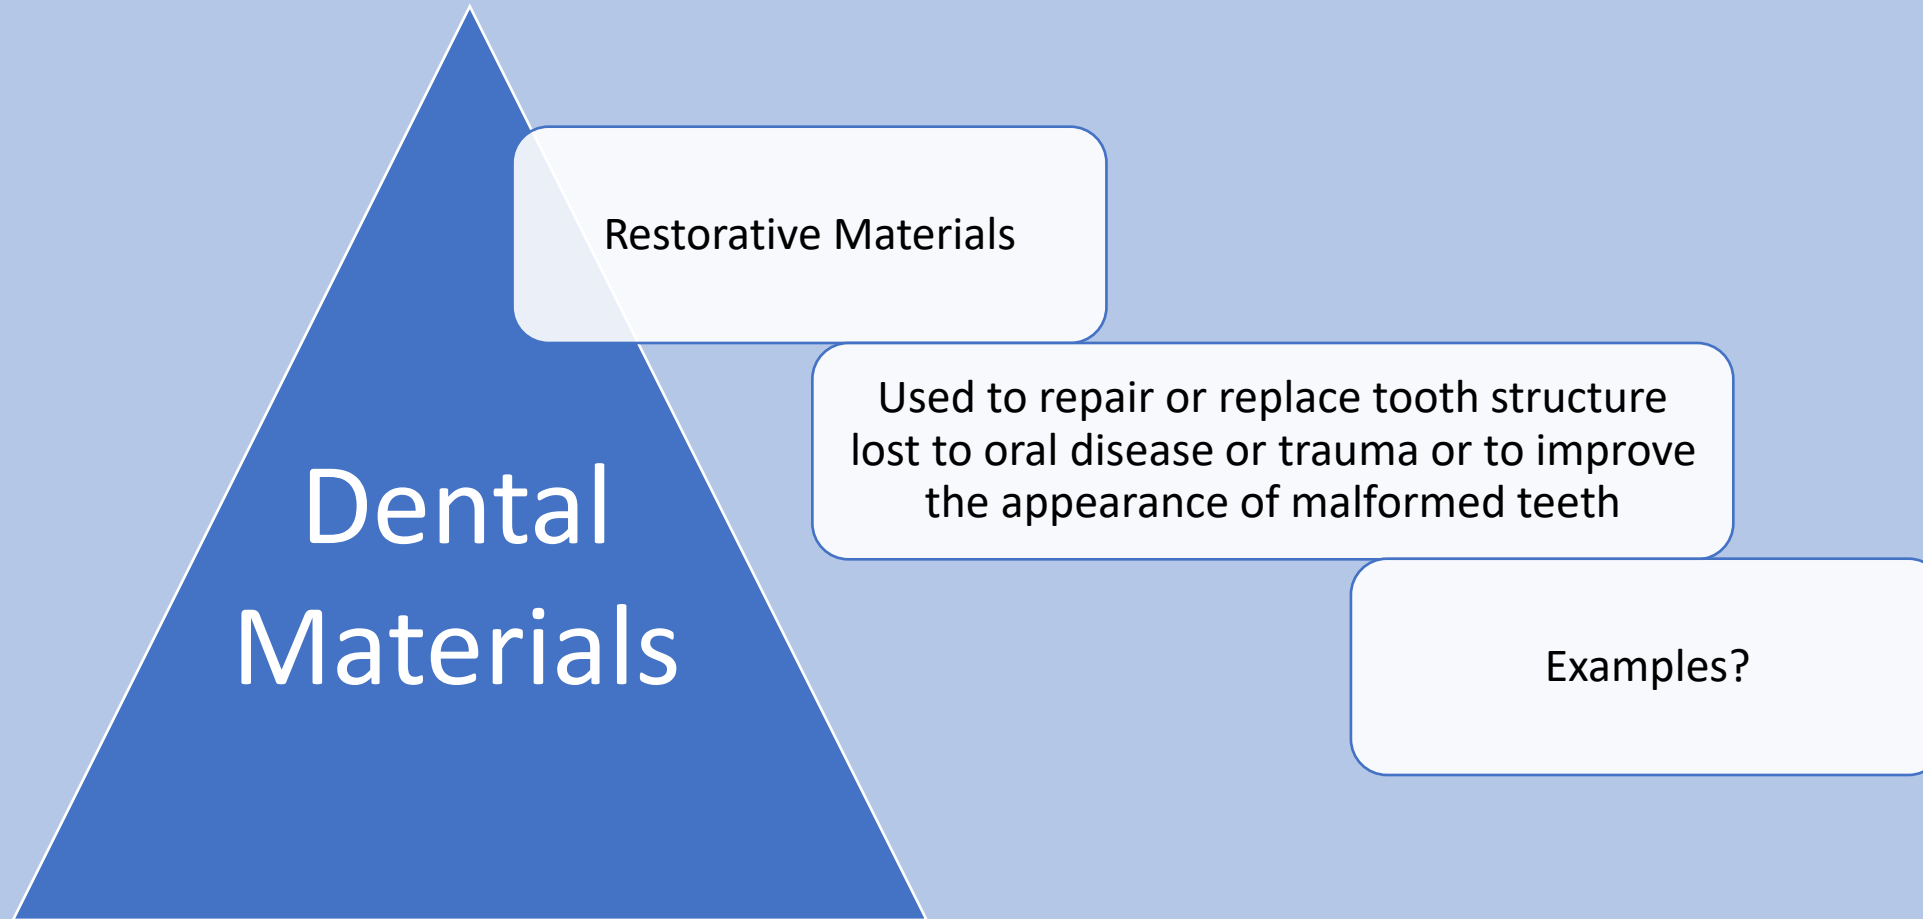 Restorative Materials
Used to repair or replace tooth structure
lost to oral disease or trauma or to improve
the appearance of malformed teeth
Dental
Materials
Examples?